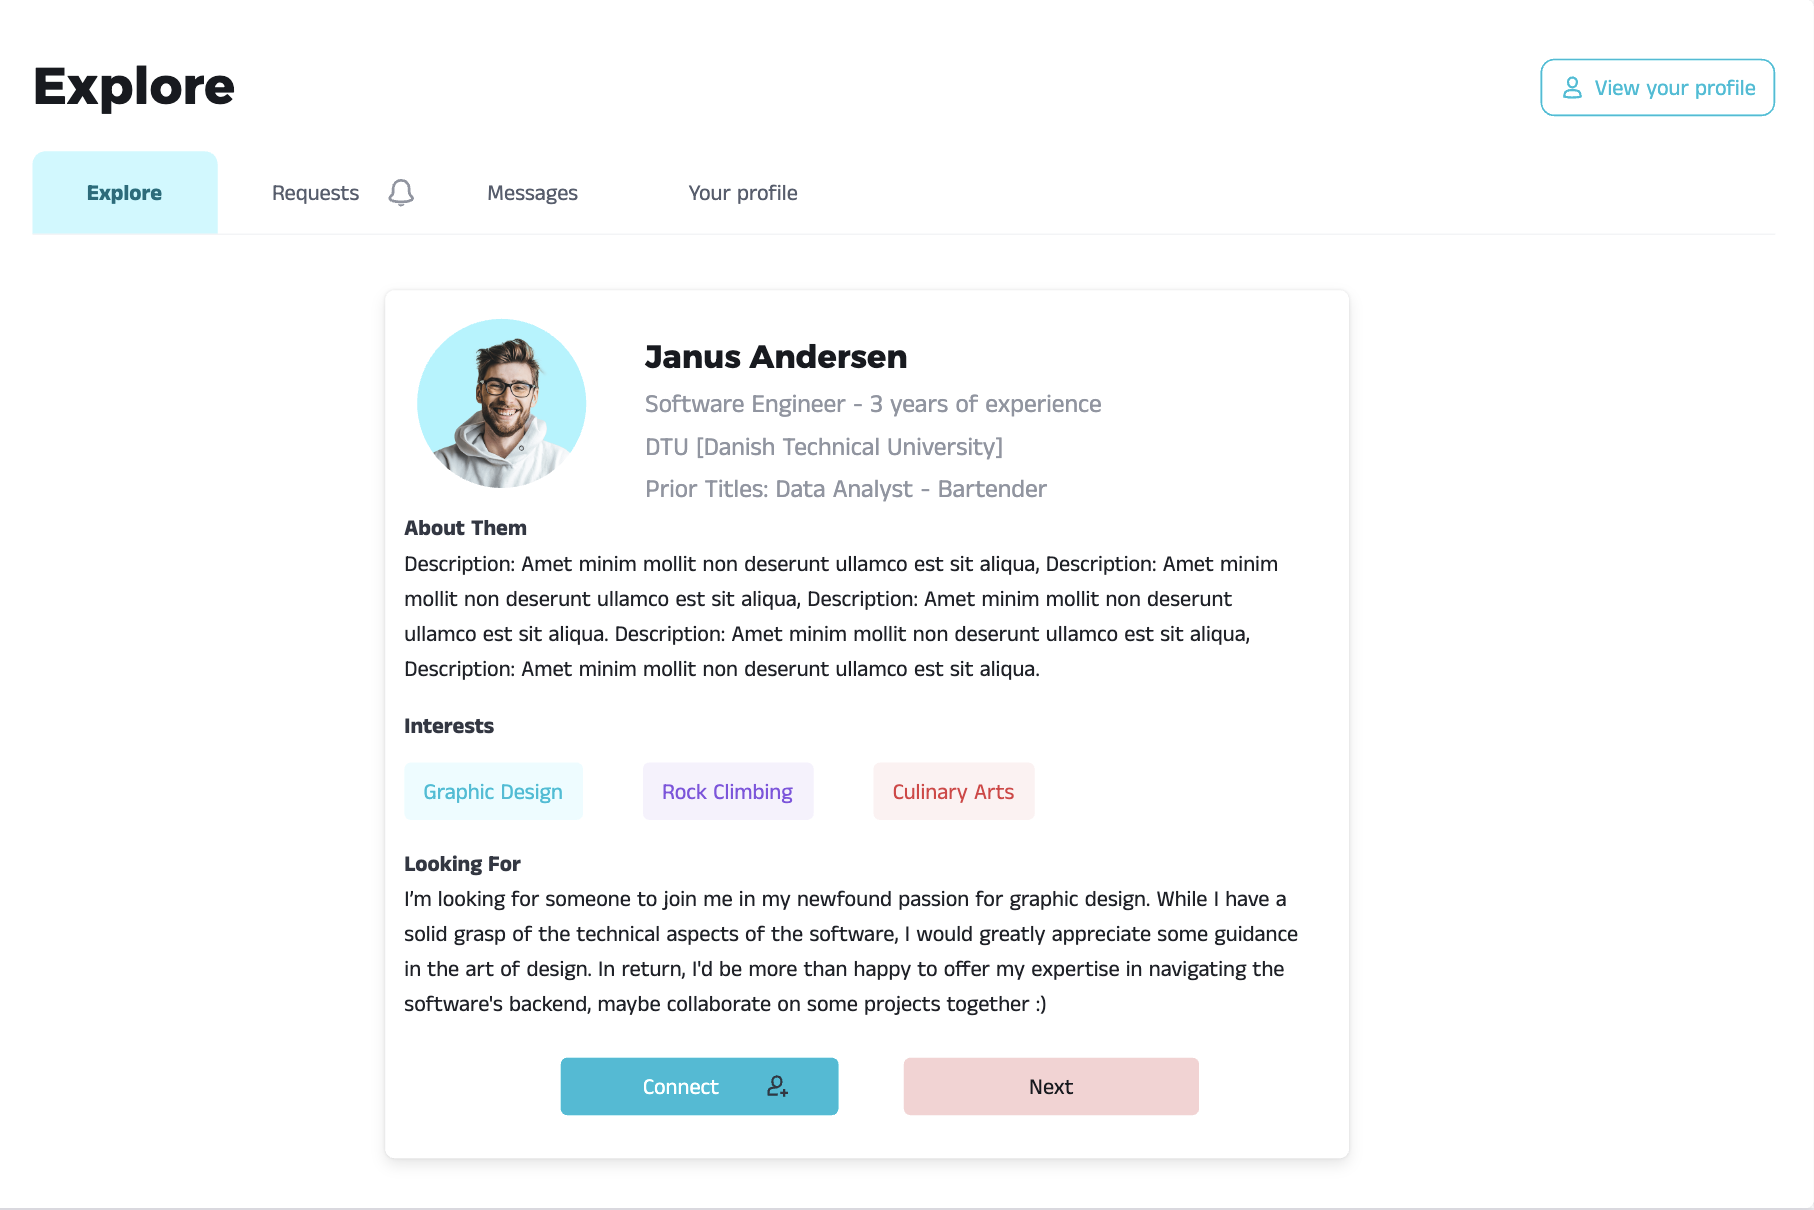 Explore
View your profile
Explore
Requests
Messages
Your profile
Janus Andersen
Software Engineer - 3 years of experience
DTU [Danish Technical University]
Prior Titles: Data Analyst - Bartender
About Them
Description: Amet minim mollit non deserunt ullamco est sit aliqua, Description: Amet minim
mollit non deserunt ullamco est sit aliqua, Description: Amet minim mollit non deserunt
ullamco est sit aliqua. Description: Amet minim mollit non deserunt ullamco est sit aliqua,
Description: Amet minim mollit non deserunt ullamco est sit aliqua.
Interests
Graphic Design
Rock Climbing
Culinary Arts
Looking For
I’m looking for someone to join me in my newfound passion for graphic design. While I have a
solid grasp of the technical aspects of the software, I would greatly appreciate some guidance
in the art of design. In return, I'd be more than happy to offer my expertise in navigating the
software's backend, maybe collaborate on some projects together :)
Connect
Next